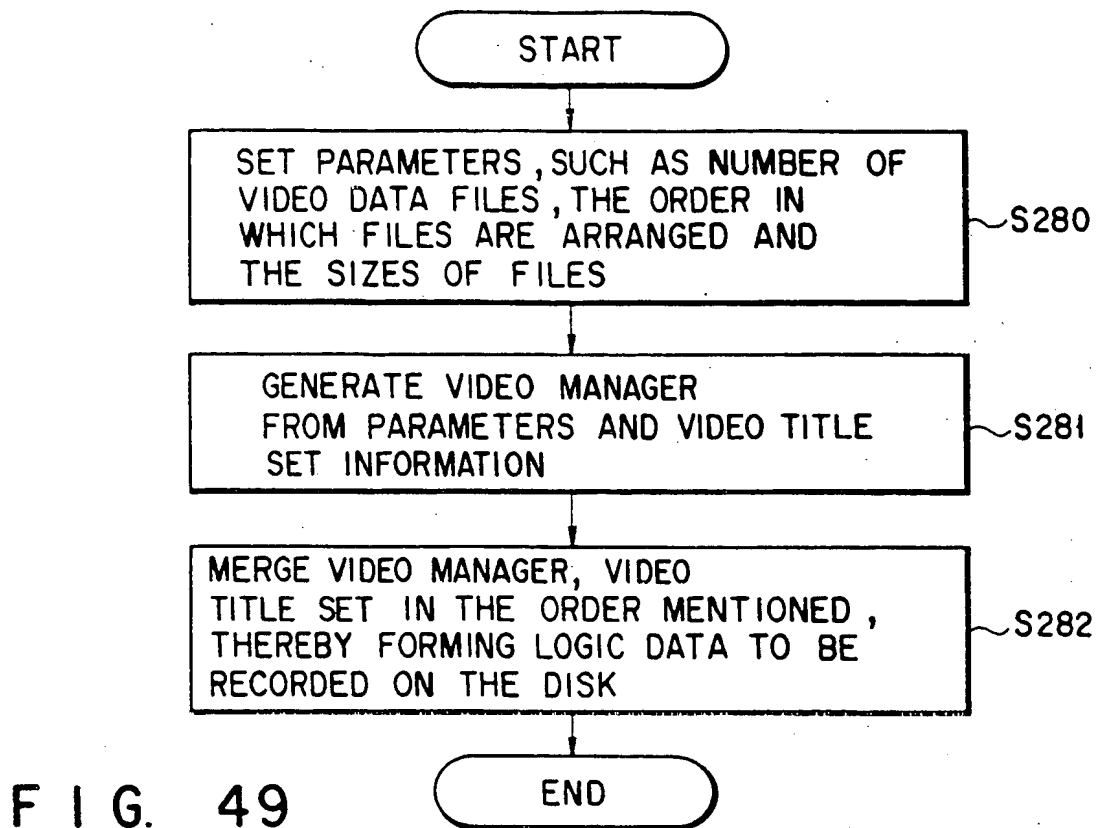 START
SET PARAMETERS, SUCH AS NUMBER OF
VIDEO DATA FILES, THE ORDER IN
WHICH FILES ARE ARRANGED AND
THE SIZES OF FILES
S280
GENERATE VIDEO MANAGER
FROM PARAMETERS AND VIDEO TITLE
SET INFORMATION
S281
MERGE VIDEO MANAGER, VIDEO
TITLE SET IN THE ORDER MENTIONED,
THEREBY FORMING LOGIC DATA TO BE
RECORDED ON THE DISK
S282
END
FIG. 49